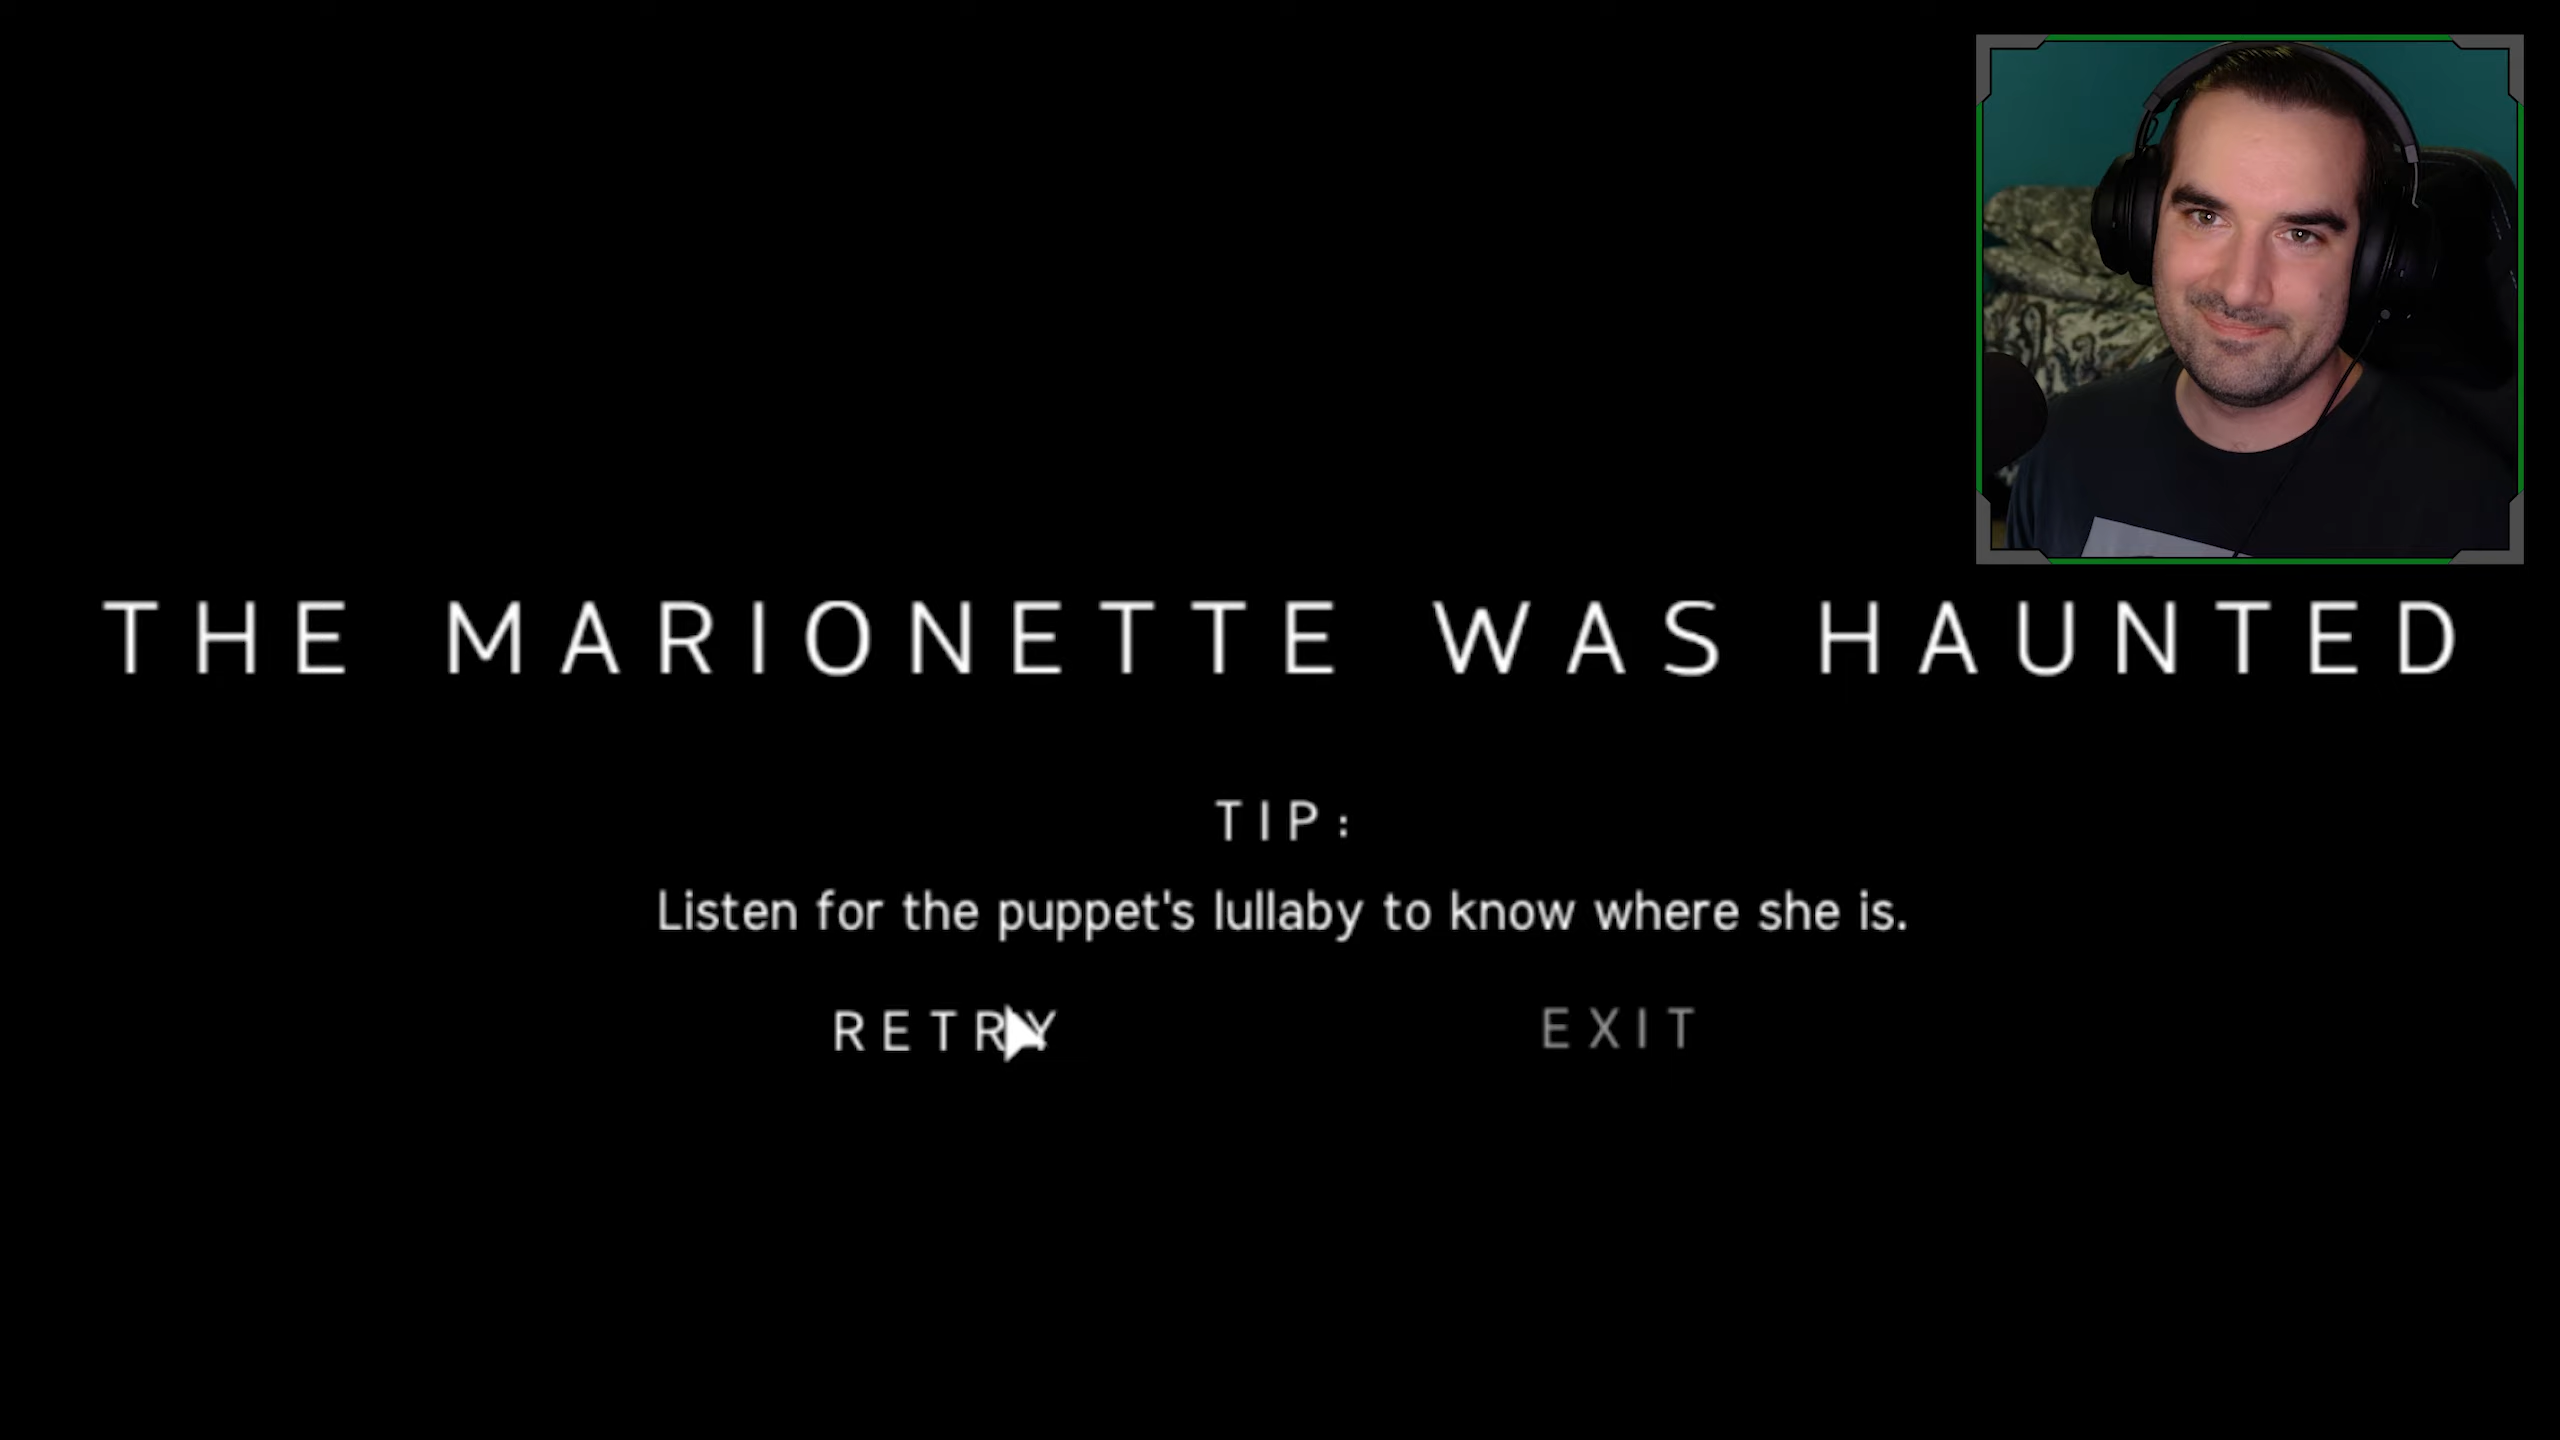 THE MARIONETTE WAS HAUNTED
TIP:
Listen for the puppet's lullaby to know where she is.
RETRY
EXIT